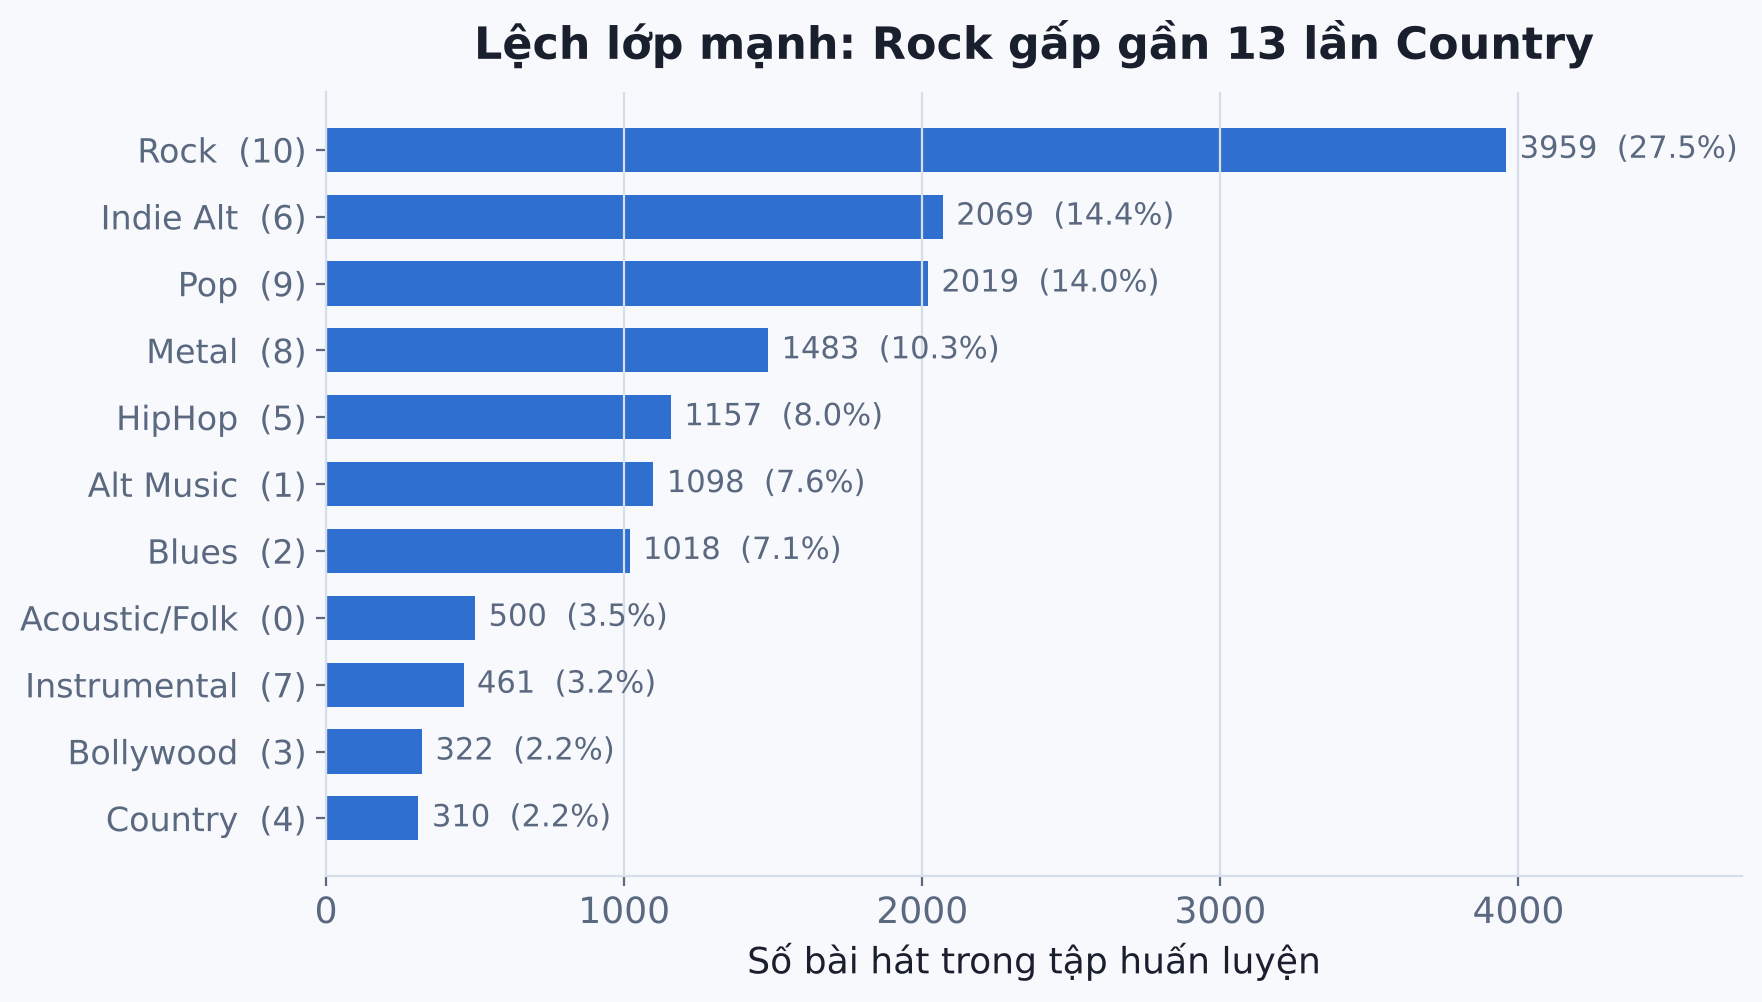 Lệch lớp mạnh: Rock gấp gần 13 lần Country
Rock (10) 3959 (27.5%)
Indie Alt (6) 2069 (14.4%)
Pop (9) 2019 (14.0%)
Metal (8) 1483 (10.3%)
HipHop (5) 1157 (8.0%)
Alt Music (1) 1098 (7.6%)
Blues (2) 1018 (7.1%)
Acoustic/Folk (0) 500 (3.5%)
Instrumental (7) 461 (3.2%)
Bollywood (3) 322 (2.2%)
Country (4) 310 (2.2%)
0 1000 2000 3000 4000
Số bài hát trong tập huấn luyện